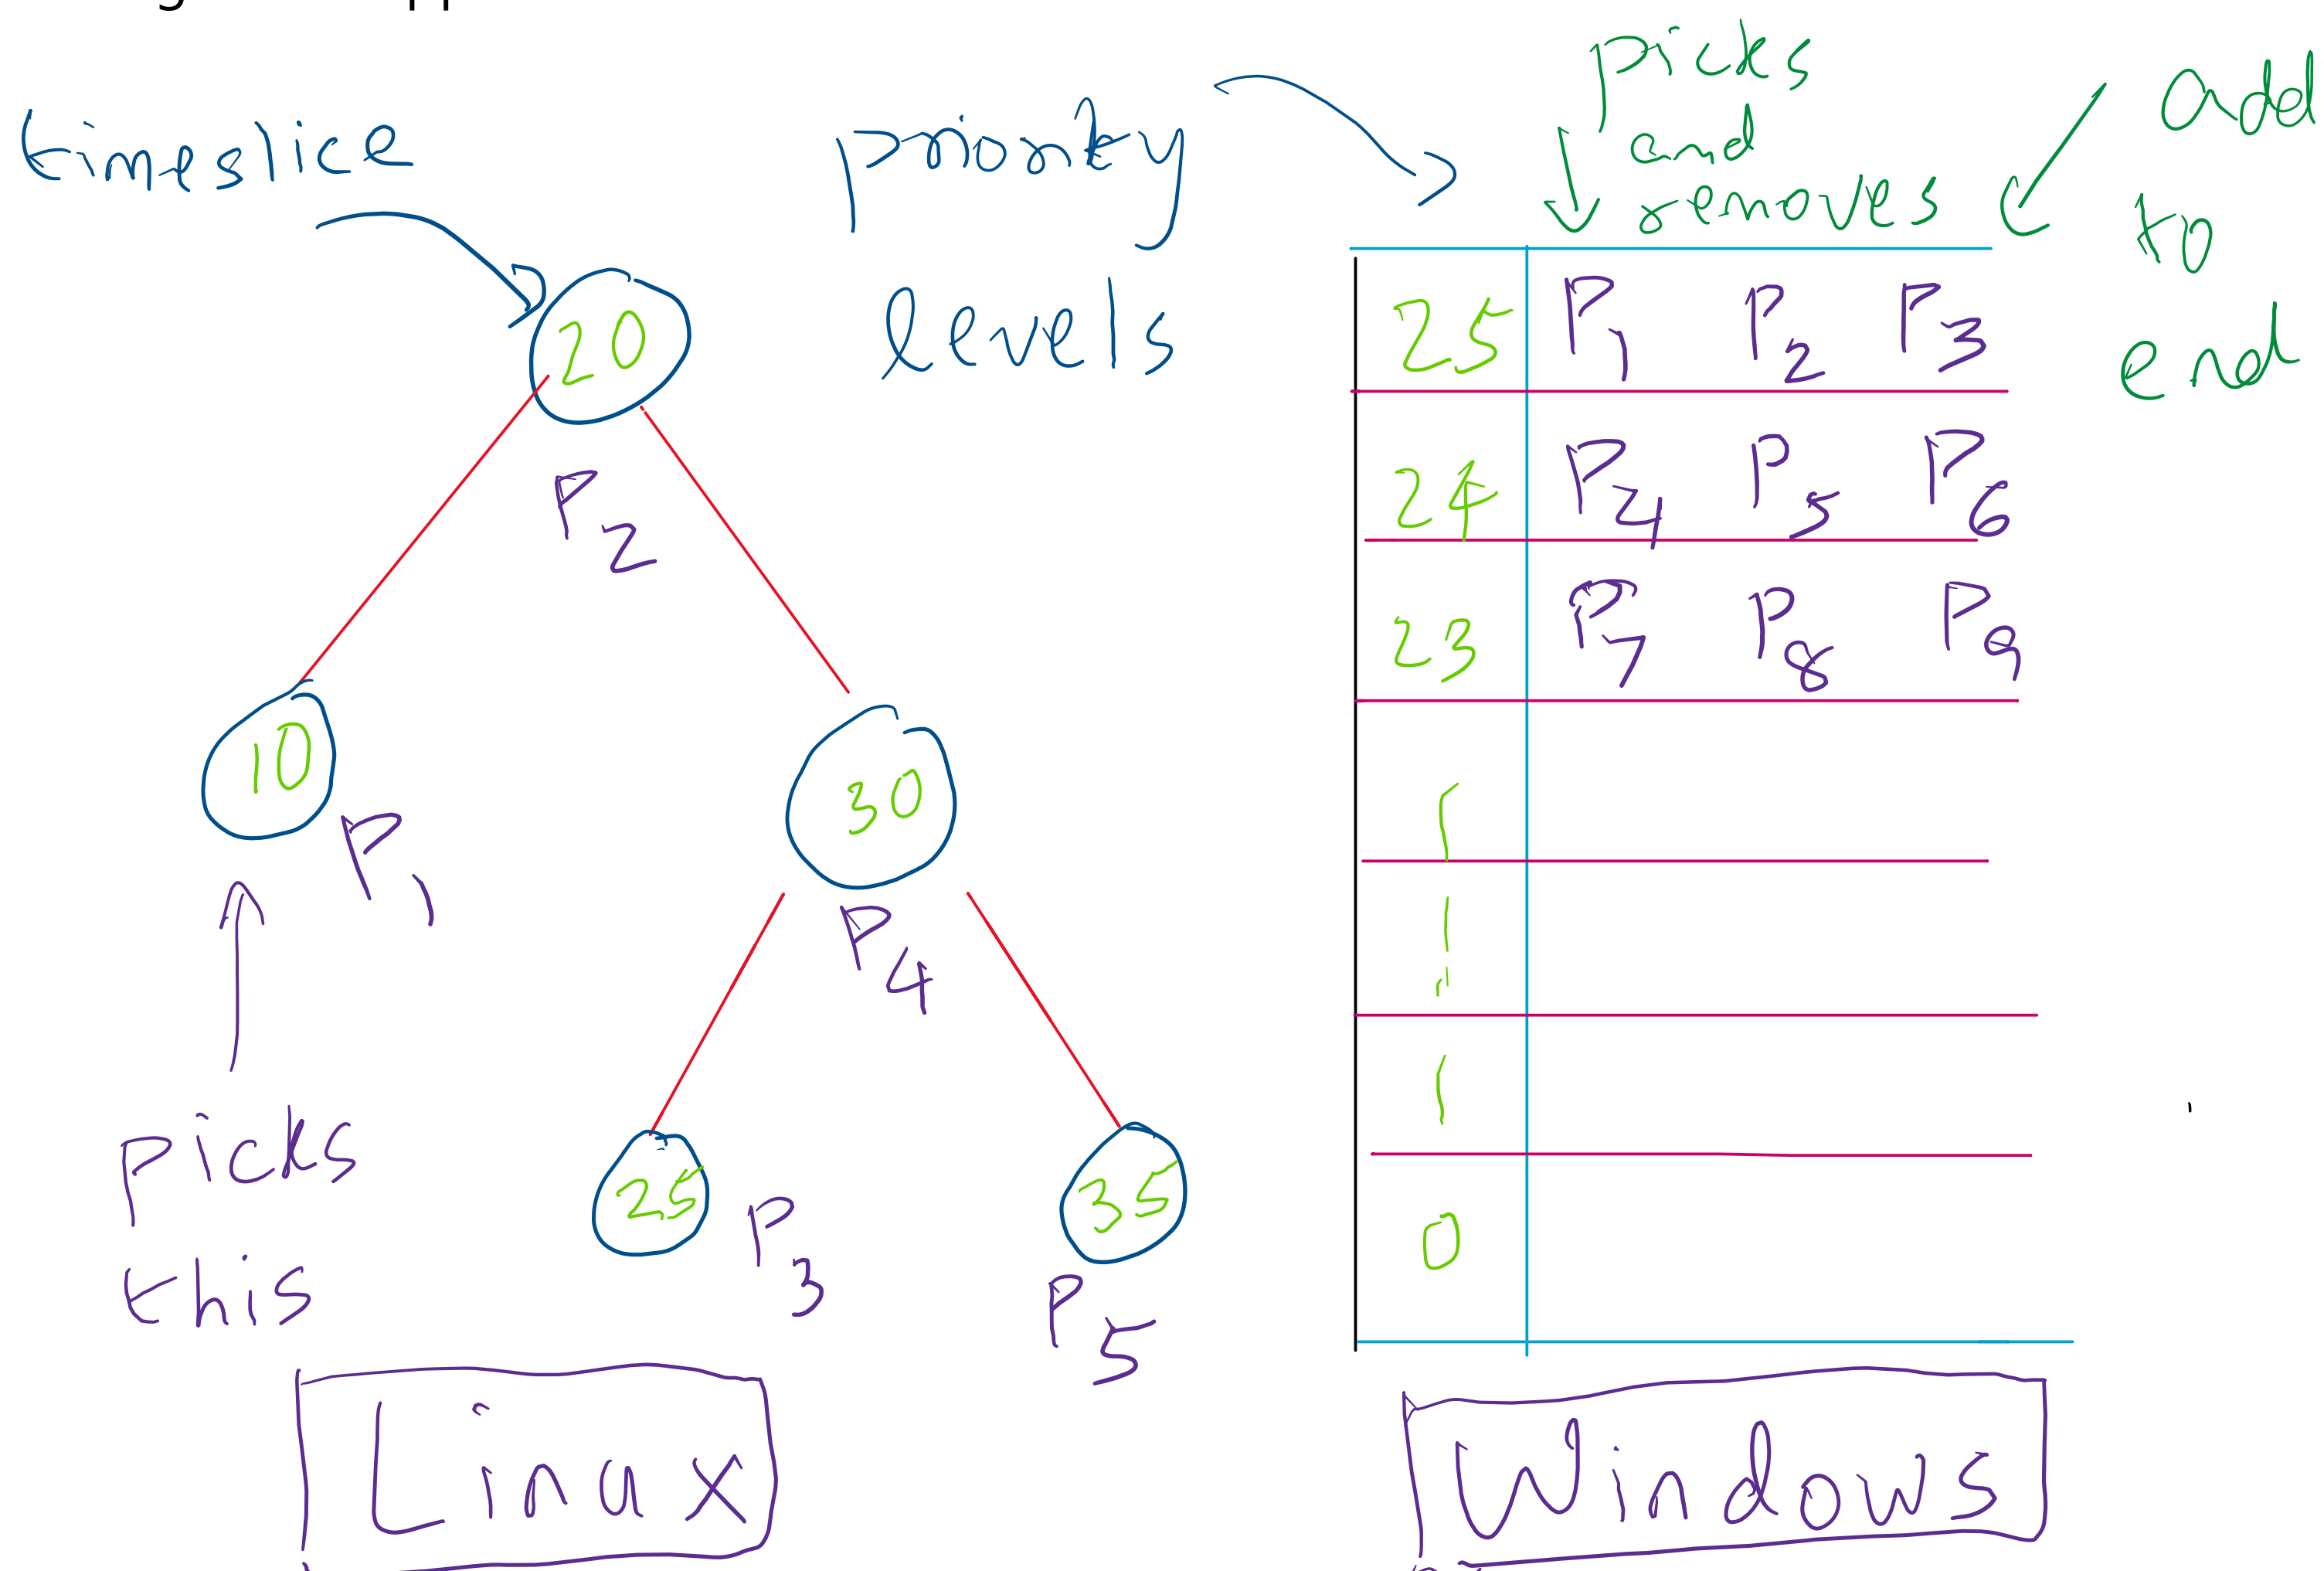 timeslice
priority
levels
picks
and
removes
add
in
end
20
P2
10
P1
30
P4
25
P3
35
P5
picks
this
Linux
25 P1 P2 P3
24 P4 P5 P6
23 P7 P8 P9
0
Windows